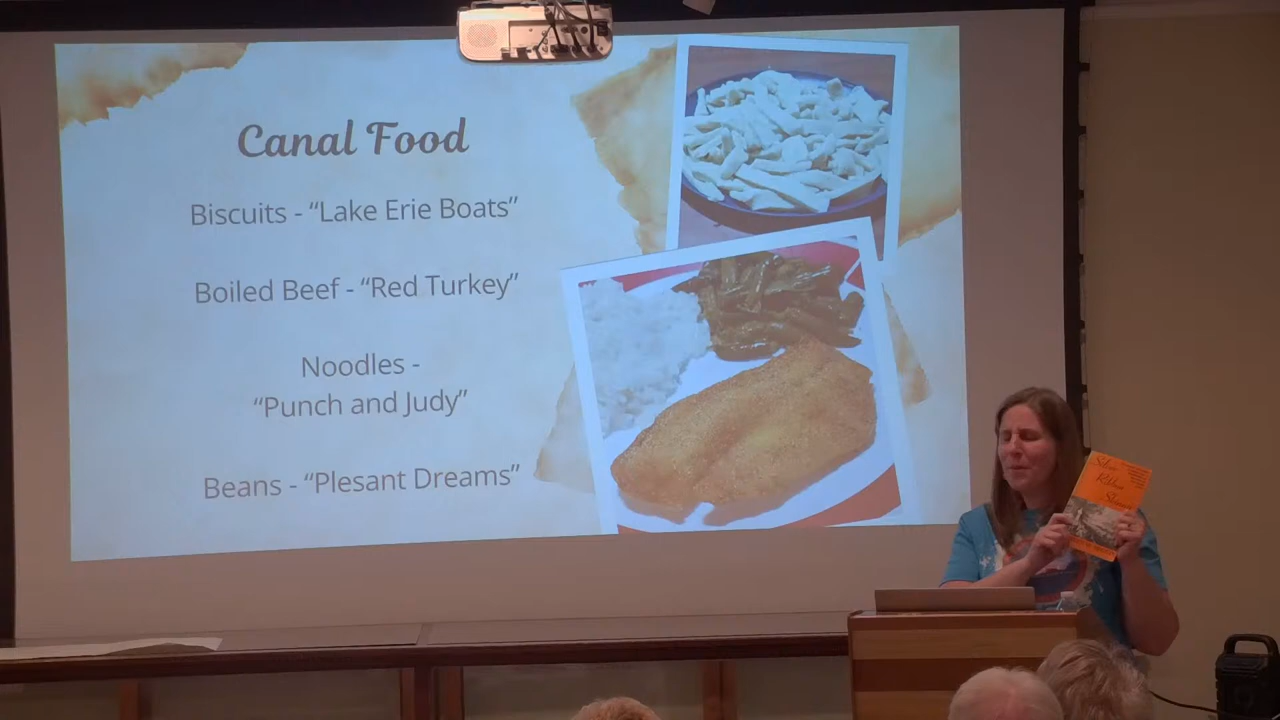 Canal Food
Biscuits - “Lake Erie Boats”
Boiled Beef - “Red Turkey”
Noodles -
“Punch and Judy”
Beans - “Plesant Dreams”